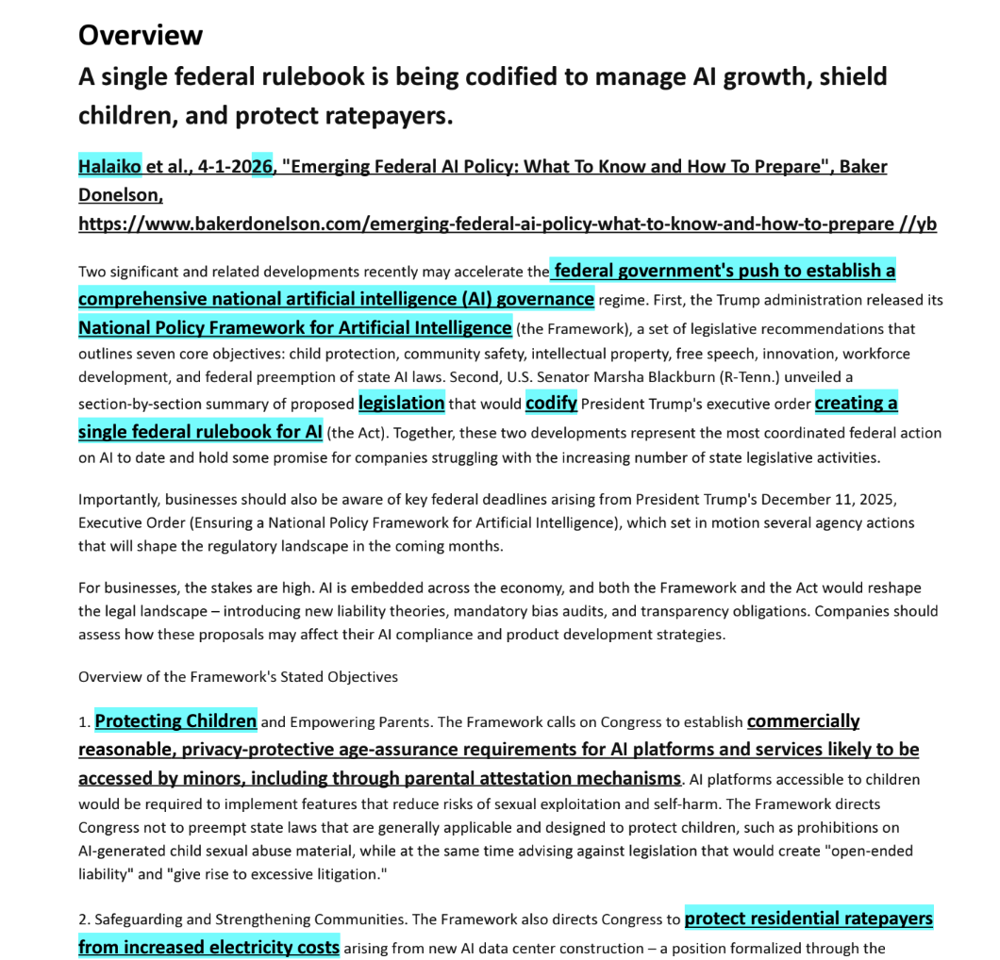 Overview
A single federal rulebook is being codified to manage AI growth, shield
children, and protect ratepayers.
Halaiko et al., 4-1-2026, "Emerging Federal AI Policy: What To Know and How To Prepare", Baker
Donelson,
https://www.bakerdonelson.com/emerging-federal-ai-policy-what-to-know-and-how-to-prepare //yb
Two significant and related developments recently may accelerate the federal government's push to establish a
comprehensive national artificial intelligence (AI) governance regime. First, the Trump administration released its
National Policy Framework for Artificial Intelligence (the Framework), a set of legislative recommendations that
outlines seven core objectives: child protection, community safety, intellectual property, free speech, innovation, workforce
development, and federal preemption of state AI laws. Second, U.S. Senator Marsha Blackburn (R-Tenn.) unveiled a
section-by-section summary of proposed legislation that would codify President Trump's executive order creating a
single federal rulebook for AI (the Act). Together, these two developments represent the most coordinated federal action
on AI to date and hold some promise for companies struggling with the increasing number of state legislative activities.
Importantly, businesses should also be aware of key federal deadlines arising from President Trump's December 11, 2025,
Executive Order (Ensuring a National Policy Framework for Artificial Intelligence), which set in motion several agency actions
that will shape the regulatory landscape in the coming months.
For businesses, the stakes are high. AI is embedded across the economy, and both the Framework and the Act would reshape
the legal landscape – introducing new liability theories, mandatory bias audits, and transparency obligations. Companies should
assess how these proposals may affect their AI compliance and product development strategies.
Overview of the Framework's Stated Objectives
1. Protecting Children and Empowering Parents. The Framework calls on Congress to establish commercially
reasonable, privacy-protective age-assurance requirements for AI platforms and services likely to be
accessed by minors, including through parental attestation mechanisms. AI platforms accessible to children
would be required to implement features that reduce risks of sexual exploitation and self-harm. The Framework directs
Congress not to preempt state laws that are generally applicable and designed to protect children, such as prohibitions on
AI-generated child sexual abuse material, while at the same time advising against legislation that would create "open-ended
liability" and "give rise to excessive litigation."
2. Safeguarding and Strengthening Communities. The Framework also directs Congress to protect residential ratepayers
from increased electricity costs arising from new AI data center construction – a position formalized through the